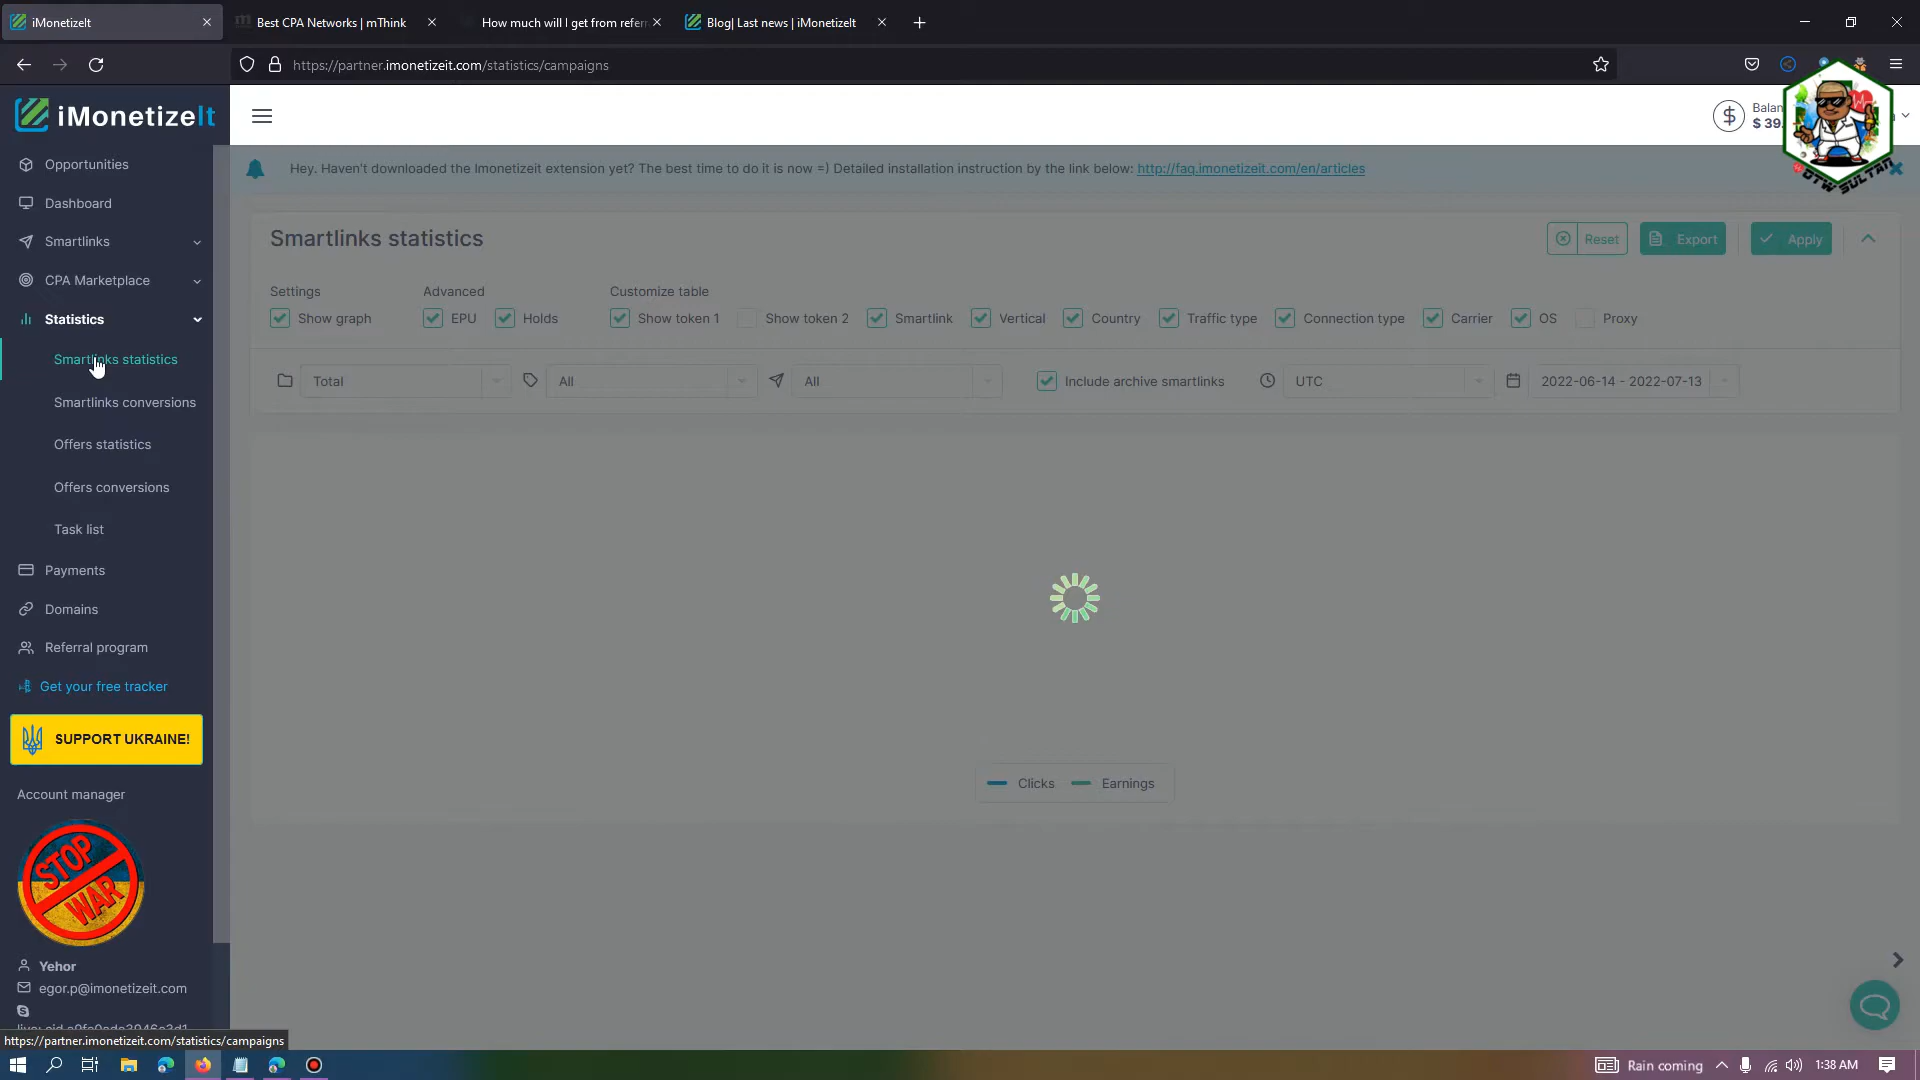 iMonetizeIt
Best CPA Networks | mThink
How much will I get from refer
Blog| Last news | iMonetizeIt
https://partner.imonetizeit.com/statistics/campaigns
iMonetizeIt
Balan
$ 39.
OTW SULTAN
Hey. Haven't downloaded the Imonetizeit extension yet? The best time to do it is now =) Detailed installation instruction by the link below: http://faq.imonetizeit.com/en/articles
Opportunities
Dashboard
Smartlinks
CPA Marketplace
Statistics
Smartlinks statistics
Smartlinks conversions
Offers statistics
Offers conversions
Task list
Payments
Domains
Referral program
Get your free tracker
SUPPORT UKRAINE!
Account manager
STOP
WAR
Yehor
egor.p@imonetizeit.com
https://partner.imonetizeit.com/statistics/campaigns
Smartlinks statistics
Reset
Export
Apply
Settings
Advanced
Customize table
Show graph
EPU
Holds
Show token 1
Show token 2
Smartlink
Vertical
Country
Traffic type
Connection type
Carrier
OS
Proxy
Total
All
All
Include archive smartlinks
UTC
2022-06-14 - 2022-07-13
Clicks
Earnings
Rain coming
1:38 AM